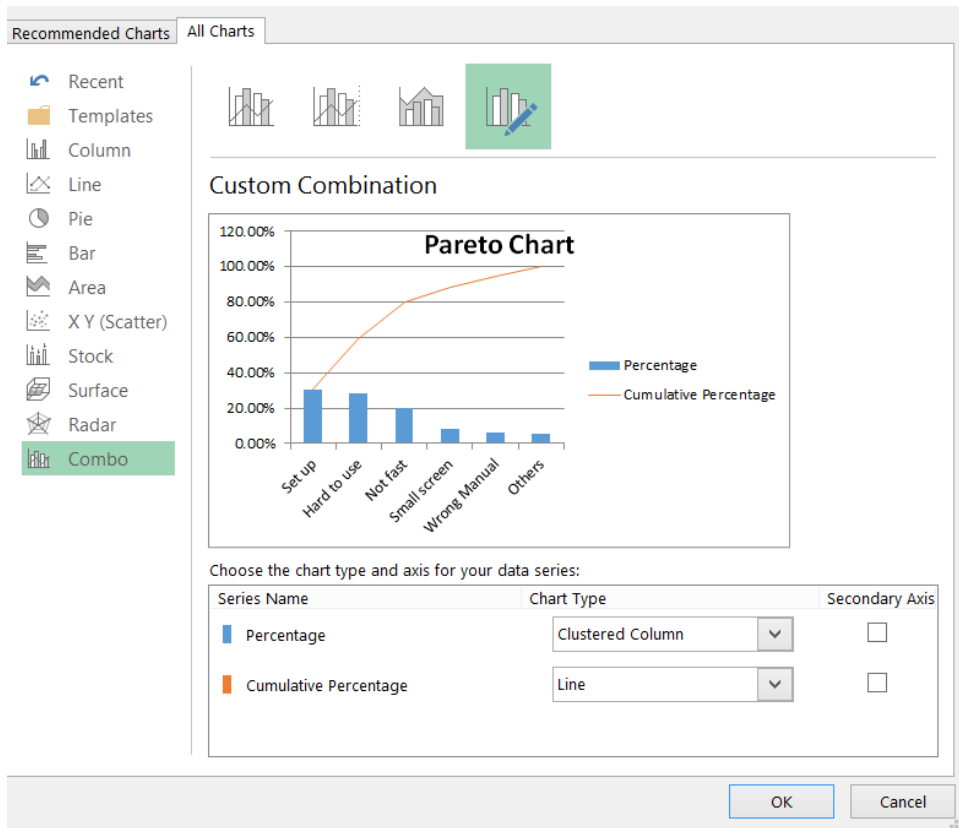 Recommended Charts
All Charts
Recent
Templates
Column
Line
Pie
Bar
Area
X Y (Scatter)
Stock
Surface
Radar
Combo
Custom Combination
Pareto Chart
120.00%
100.00%
80.00%
60.00%
40.00%
20.00%
0.00%
Set up
Hard to use
Not fast
Small screen
Wrong Manual
Others
Percentage
Cumulative Percentage
Choose the chart type and axis for your data series:
Series Name Chart Type Secondary Axis
Percentage Clustered Column
Cumulative Percentage Line
OK Cancel